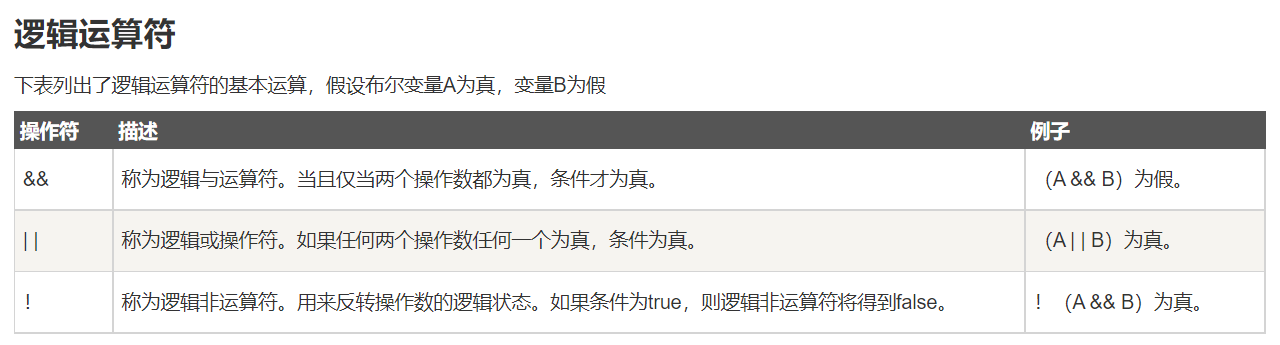 逻辑运算符
下表列出了逻辑运算符的基本运算，假设布尔变量A为真，变量B为假
操作符 描述 例子
&& 称为逻辑与运算符。当且仅当两个操作数都为真，条件才为真。 （A && B）为假。
| | 称为逻辑或操作符。如果任何两个操作数任何一个为真，条件为真。 （A | | B）为真。
！ 称为逻辑非运算符。用来反转操作数的逻辑状态。如果条件为true，则逻辑非运算符将得到false。 ！（A && B）为真。